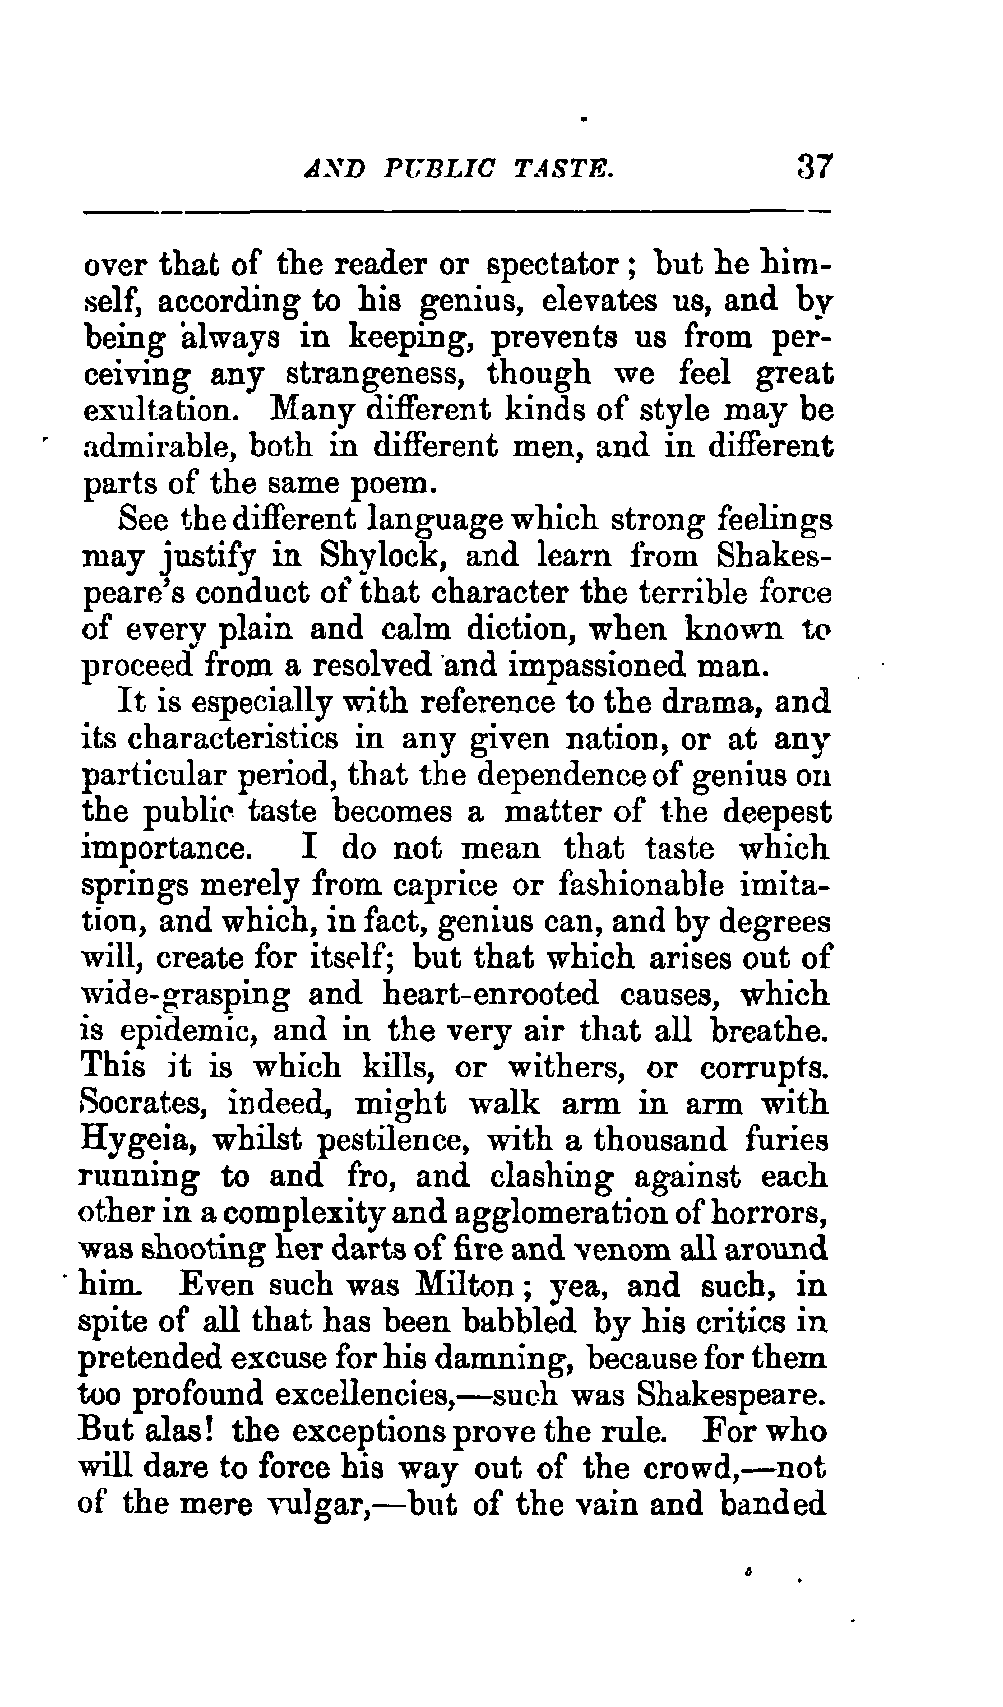 AND PUBLIC TASTE. 37
over that of the reader or spectator; but he him-
self, according to his genius, elevates us, and by
being always in keeping, prevents us from per-
ceiving any strangeness, though we feel great
exultation. Many different kinds of style may be
admirable, both in different men, and in different
parts of the same poem.
See the different language which strong feelings
may justify in Shylock, and learn from Shakes-
peare's conduct of that character the terrible force
of every plain and calm diction, when known to
proceed from a resolved and impassioned man.
It is especially with reference to the drama, and
its characteristics in any given nation, or at any
particular period, that the dependence of genius on
the public taste becomes a matter of the deepest
importance. I do not mean that taste which
springs merely from caprice or fashionable imita-
tion, and which, in fact, genius can, and by degrees
will, create for itself; but that which arises out of
wide-grasping and heart-enrooted causes, which
is epidemic, and in the very air that all breathe.
This it is which kills, or withers, or corrupts.
Socrates, indeed, might walk arm in arm with
Hygeia, whilst pestilence, with a thousand furies
running to and fro, and clashing against each
other in a complexity and agglomeration of horrors,
was shooting her darts of fire and venom all around
him. Even such was Milton; yea, and such, in
spite of all that has been babbled by his critics in
pretended excuse for his damning, because for them
too profound excellencies,—such was Shakespeare.
But alas! the exceptions prove the rule. For who
will dare to force his way out of the crowd,—not
of the mere vulgar,—but of the vain and banded